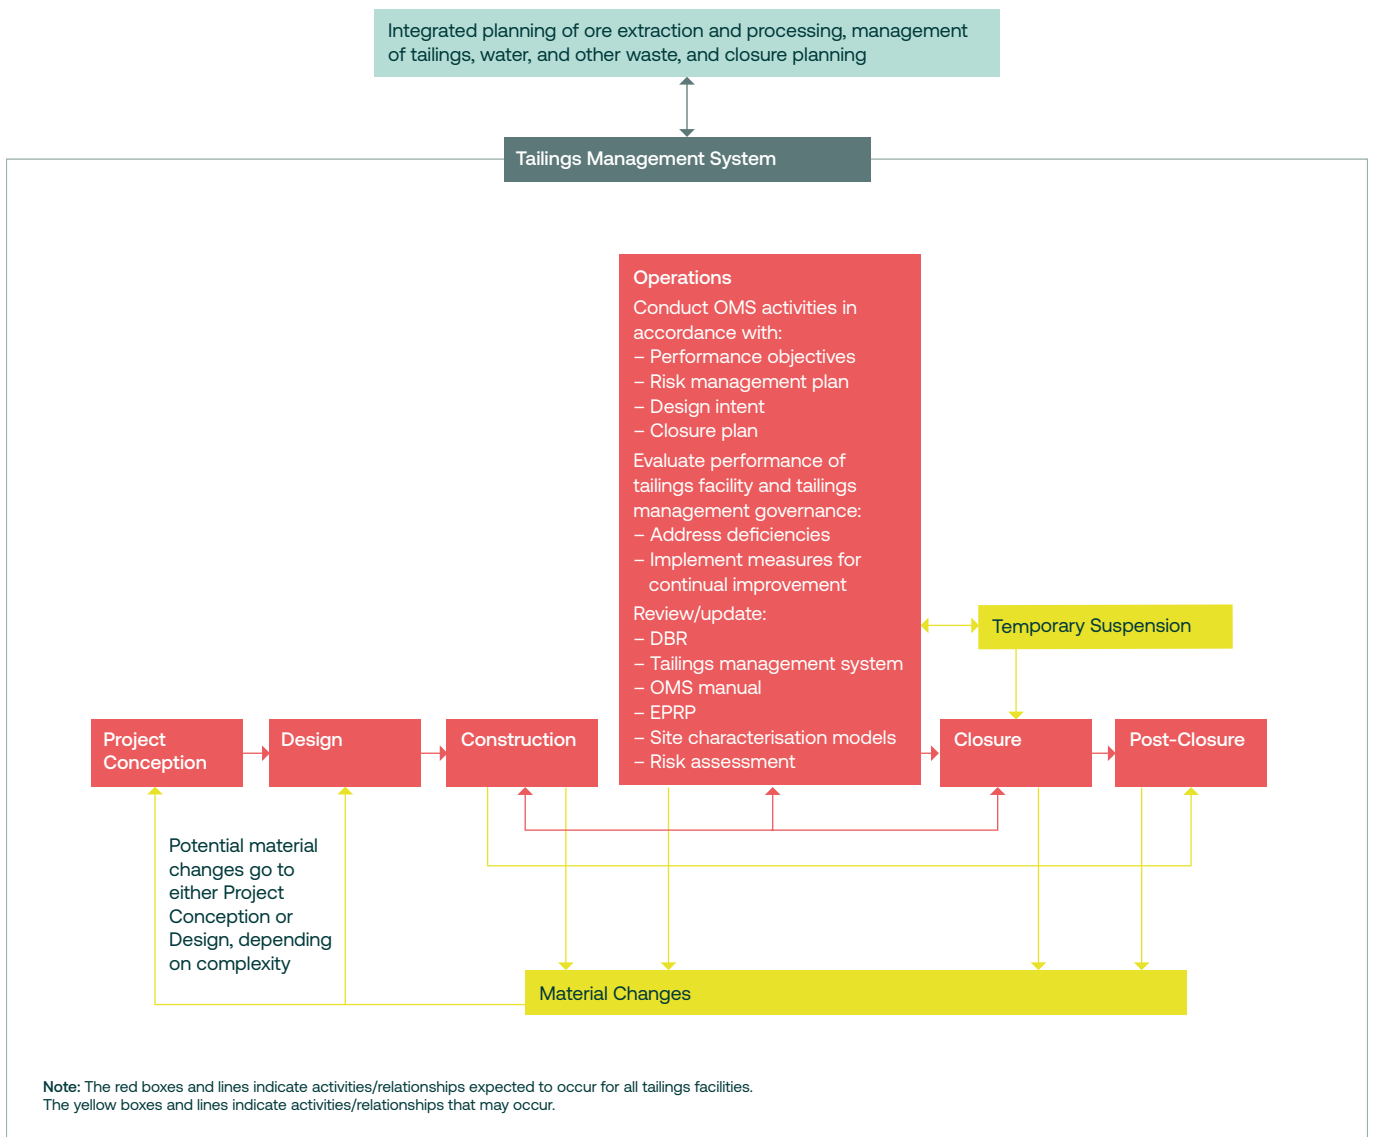 Integrated planning of ore extraction and processing, management
of tailings, water, and other waste, and closure planning
Tailings Management System
Operations
Conduct OMS activities in
accordance with:
– Performance objectives
– Risk management plan
– Design intent
– Closure plan
Evaluate performance of
tailings facility and tailings
management governance:
– Address deficiencies
– Implement measures for
continual improvement
Review/update:
– DBR
– Tailings management system
– OMS manual
– EPRP
– Site characterisation models
– Risk assessment
Temporary Suspension
Project
Conception
Design
Construction
Closure
Post-Closure
Potential material
changes go to
either Project
Conception or
Design, depending
on complexity
Material Changes
Note: The red boxes and lines indicate activities/relationships expected to occur for all tailings facilities.
The yellow boxes and lines indicate activities/relationships that may occur.